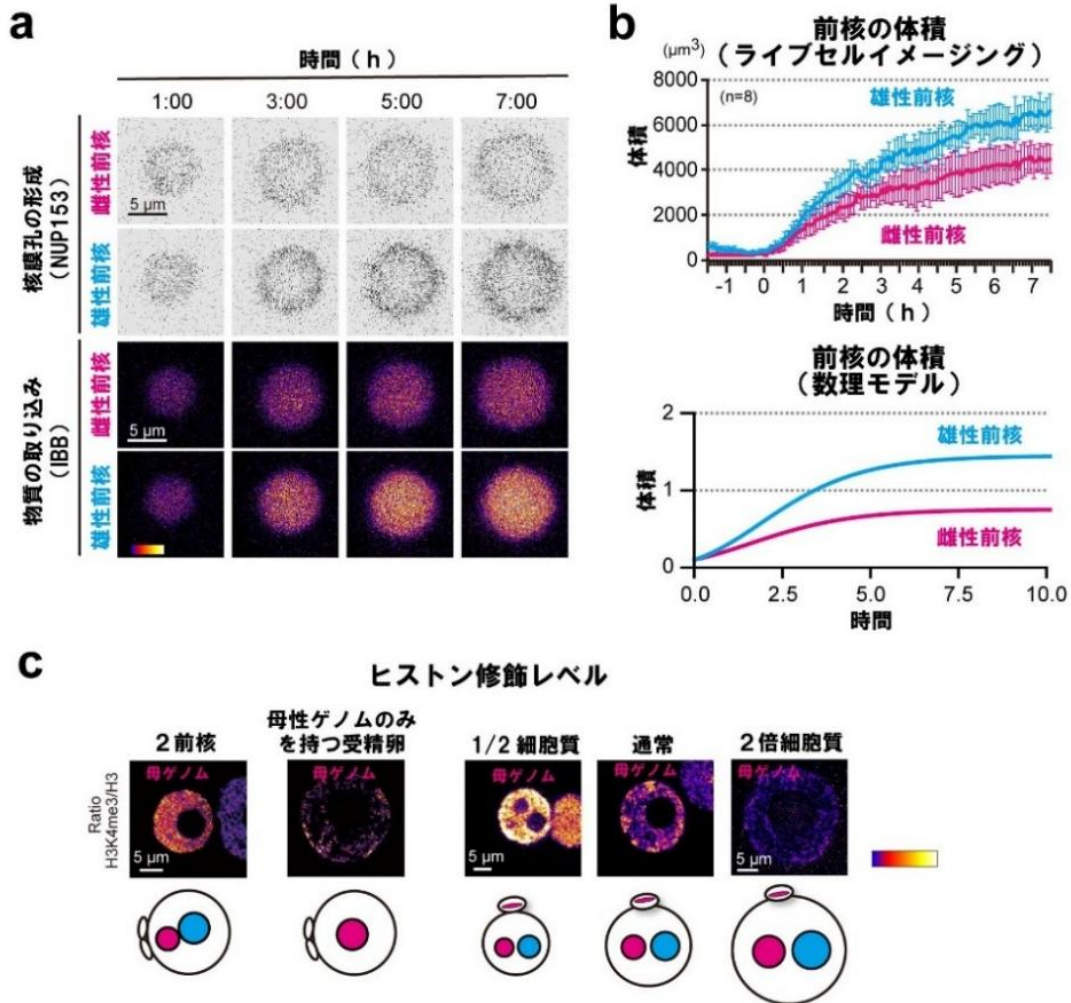 a
時間（h）
1:00 3:00 5:00 7:00
核膜孔の形成
（NUP153）
雌性前核
5 µm
雄性前核
物質の取り込み
（IBB）
雌性前核
5 µm
雄性前核
b
前核の体積
（ライブセルイメージング）
(µm³)
8000
(n=8)
雄性前核
6000
体積
4000
2000
雌性前核
0
-1 0 1 2 3 4 5 6 7
時間（h）
前核の体積
（数理モデル）
2
雄性前核
体積
1
雌性前核
0
0.0 2.5 5.0 7.5 10.0
時間
c
ヒストン修飾レベル
2前核
母性ゲノムのみ
を持つ受精卵
1/2 細胞質
通常
2倍細胞質
Ratio
H3K4me3/H3
母ゲノム 母ゲノム 母ゲノム 母ゲノム 母ゲノム
5 µm 5 µm 5 µm 5 µm 5 µm